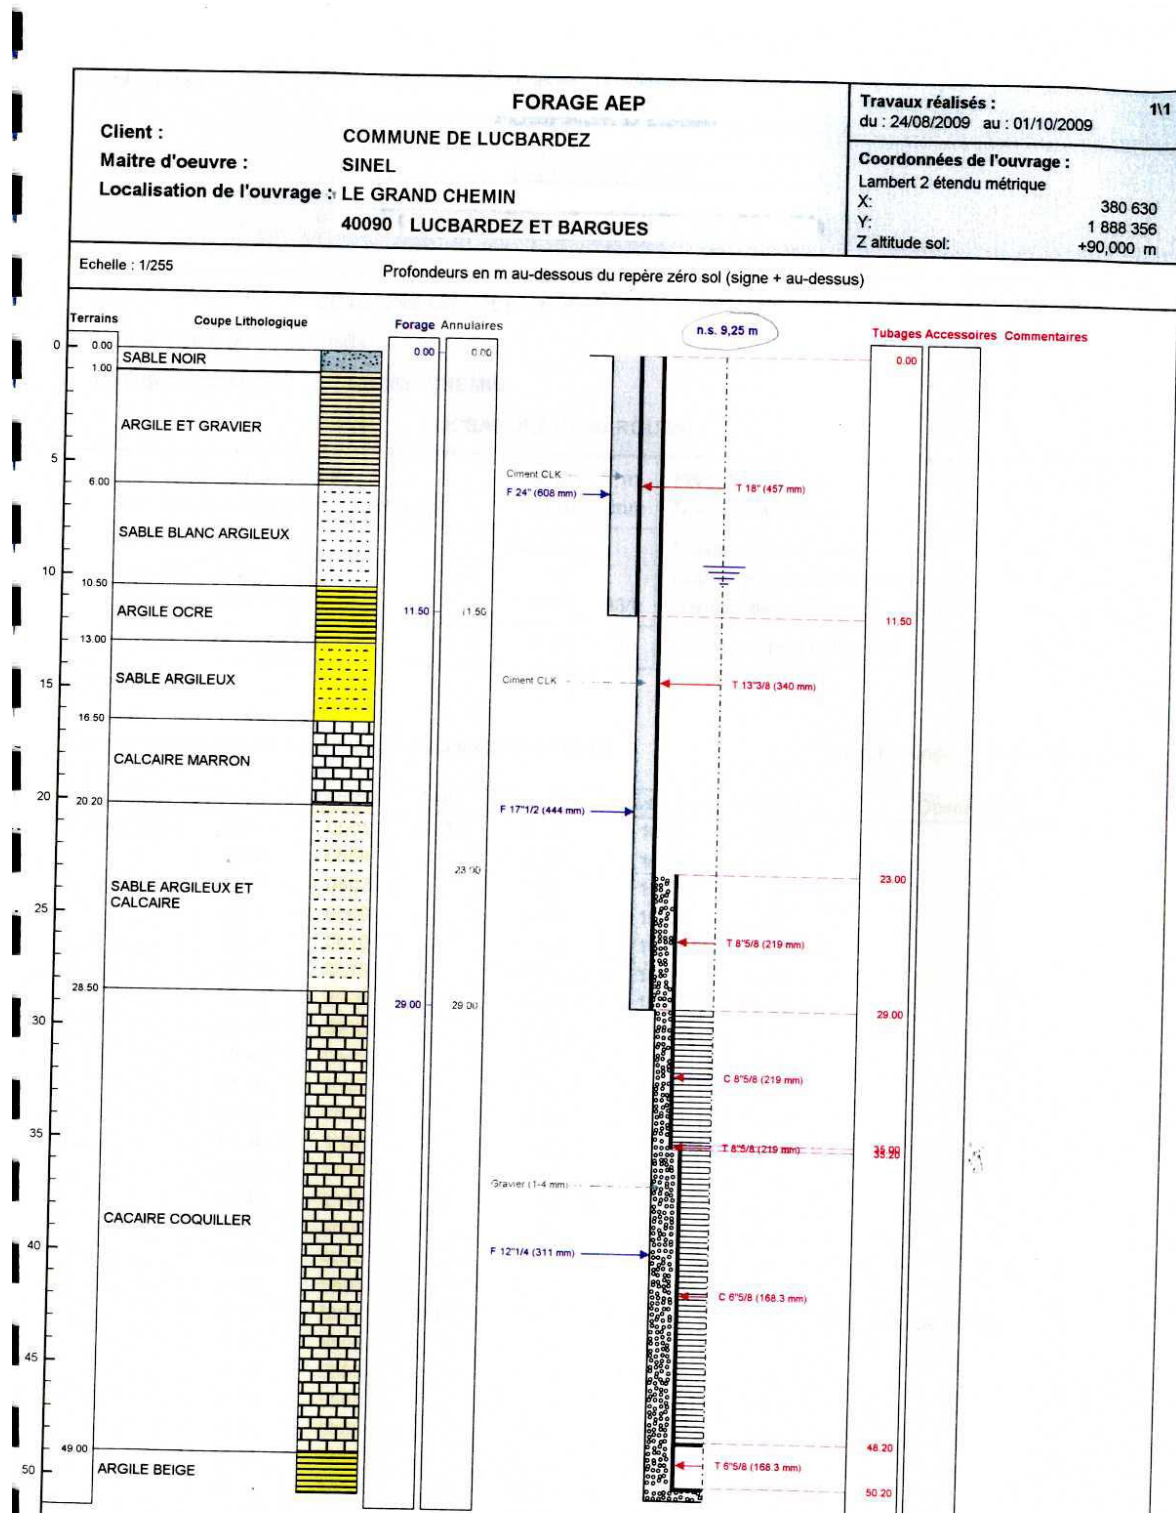 FORAGE AEP
Client :
COMMUNE DE LUCBARDEZ
Maitre d'oeuvre :
SINEL
Localisation de l'ouvrage :
LE GRAND CHEMIN
40090 LUCBARDEZ ET BARGUES
Travaux réalisés :
1\1
du : 24/08/2009 au : 01/10/2009
Coordonnées de l'ouvrage :
Lambert 2 étendu métrique
X: 380 630
Y: 1 888 356
Z altitude sol: +90,000 m
Echelle : 1/255
Profondeurs en m au-dessous du repère zéro sol (signe + au-dessus)
Terrains
Coupe Lithologique
Forage
Annulaires
n.s. 9,25 m
Tubages
Accessoires
Commentaires
0
0.00
SABLE NOIR
0.00
0.00
0.00
1.00
ARGILE ET GRAVIER
5
Ciment CLK
6.00
F 24" (608 mm)
T 18" (457 mm)
SABLE BLANC ARGILEUX
10
10.50
ARGILE OCRE
11.50
11.50
11.50
13.00
SABLE ARGILEUX
15
Ciment CLK
T 13"3/8 (340 mm)
16.50
CALCAIRE MARRON
20
20.20
F 17"1/2 (444 mm)
23.00
23.00
SABLE ARGILEUX ET
CALCAIRE
25
T 8"5/8 (219 mm)
28.50
29.00
29.00
29.00
30
C 8"5/8 (219 mm)
35
T 8"5/8 (219 mm)
35.20
Gravier (1-4 mm)
CACAIRE COQUILLER
40
F 12"1/4 (311 mm)
C 6"5/8 (168.3 mm)
45
49.00
48.20
50
ARGILE BEIGE
T 6"5/8 (168.3 mm)
50.20